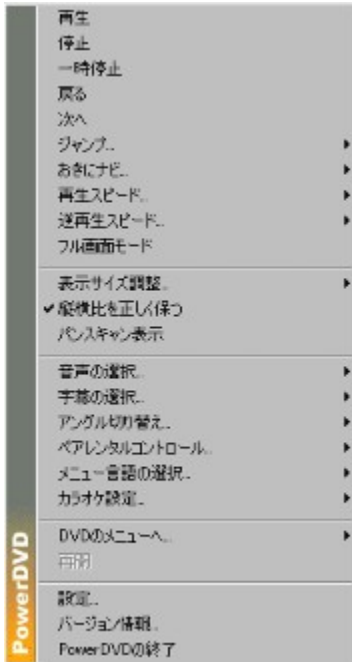 再生
停止
一時停止
戻る
次へ
ジャンプ...
おきにナビ...
再生スピード...
逆再生スピード...
フル画面モード
表示サイズ調整...
縦横比を正しく保つ
パンスキャン表示
音声の選択...
字幕の選択...
アングル切り替え...
ペアレンタルコントロール...
メニュー言語の選択...
カラオケ設定...
DVDのメニューへ...
再開
設定...
バージョン情報...
PowerDVDの終了
PowerDVD